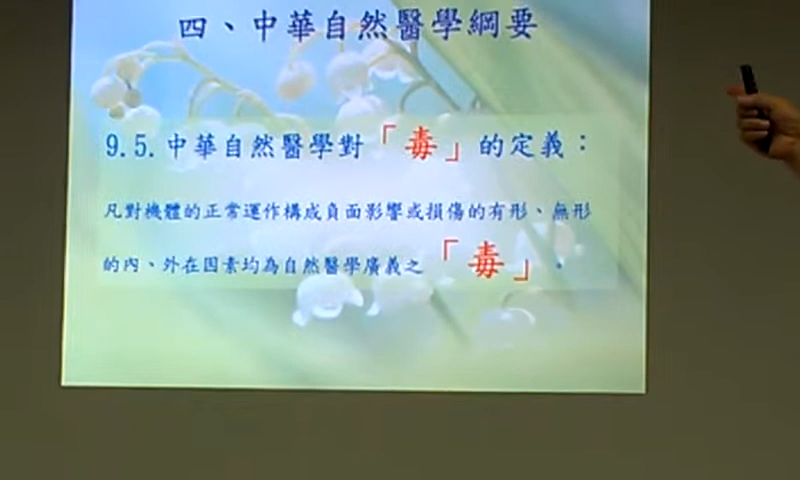 四、中華自然醫學綱要
9.5.中華自然醫學對「毒」的定義：
凡對機體的正常運作構成負面影響或損傷的有形、無形
的內、外在因素均為自然醫學廣義之「毒」。